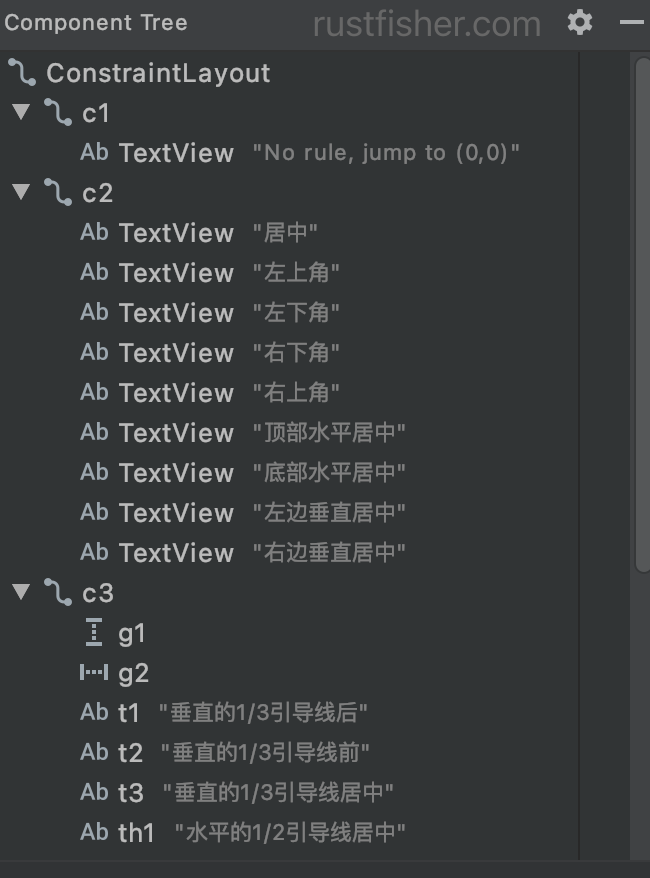 Component Tree rustfisher.com
ConstraintLayout
c1
Ab TextView "No rule, jump to (0,0)"
c2
Ab TextView "居中"
Ab TextView "左上角"
Ab TextView "左下角"
Ab TextView "右下角"
Ab TextView "右上角"
Ab TextView "顶部水平居中"
Ab TextView "底部水平居中"
Ab TextView "左边垂直居中"
Ab TextView "右边垂直居中"
c3
g1
g2
Ab t1 "垂直的1/3引导线后"
Ab t2 "垂直的1/3引导线前"
Ab t3 "垂直的1/3引导线居中"
Ab th1 "水平的1/2引导线居中"